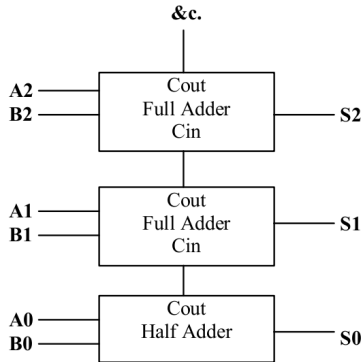 &c.
A2
B2
Cout
Full Adder
Cin
S2
A1
B1
Cout
Full Adder
Cin
S1
A0
B0
Cout
Half Adder
S0